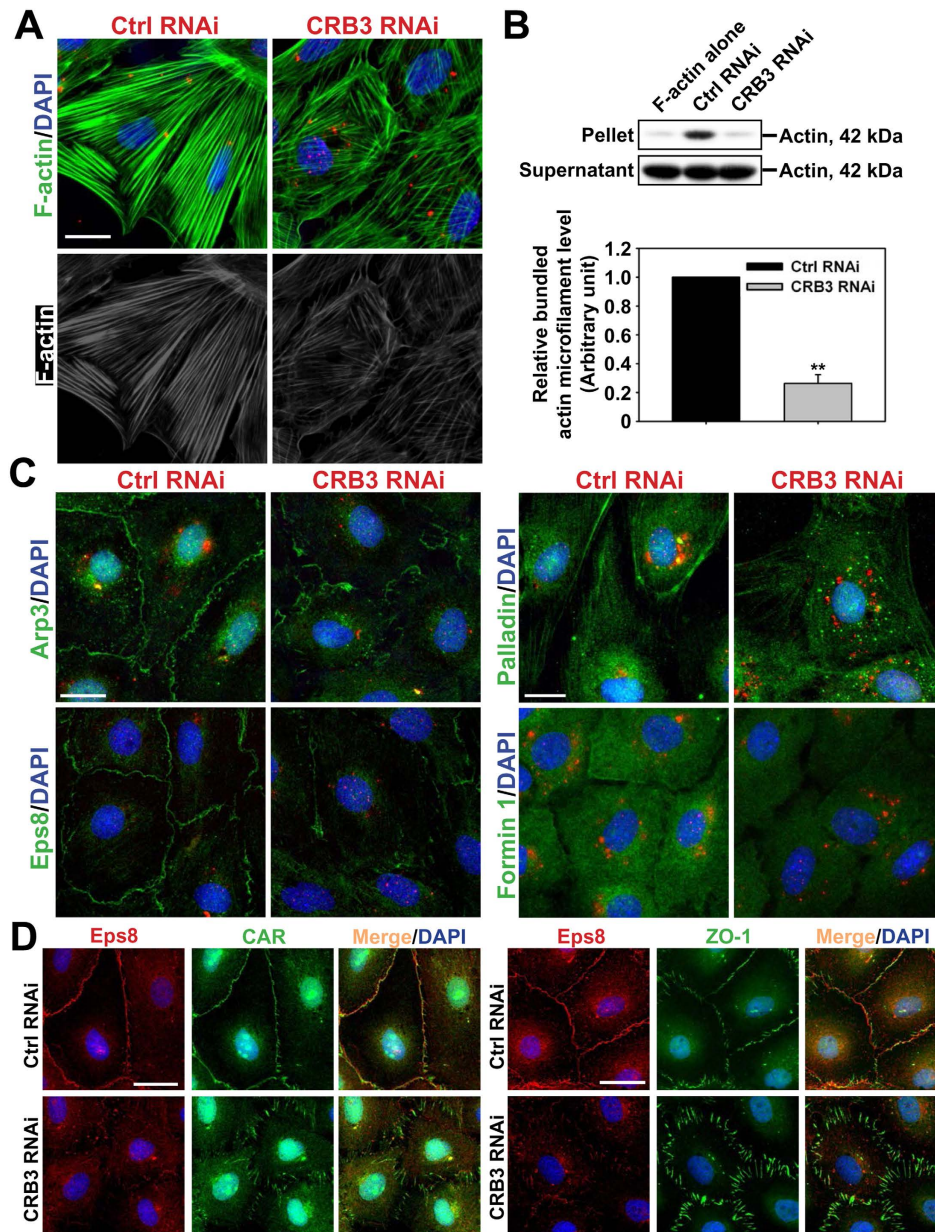 A
Ctrl RNAi
CRB3 RNAi
F-actin/DAPI
F-actin
B
F-actin alone
Ctrl RNAi
CRB3 RNAi
Pellet
Actin, 42 kDa
Supernatant
Actin, 42 kDa
Relative bundled
actin microfilament level
(Arbitrary unit)
1.2
1.0
0.8
0.6
0.4
0.2
0
Ctrl RNAi
CRB3 RNAi
**
C
Ctrl RNAi
CRB3 RNAi
Ctrl RNAi
CRB3 RNAi
Arp3/DAPI
Palladin/DAPI
Eps8/DAPI
Formin 1/DAPI
D
Eps8
CAR
Merge/DAPI
Eps8
ZO-1
Merge/DAPI
Ctrl RNAi
Ctrl RNAi
CRB3 RNAi
CRB3 RNAi